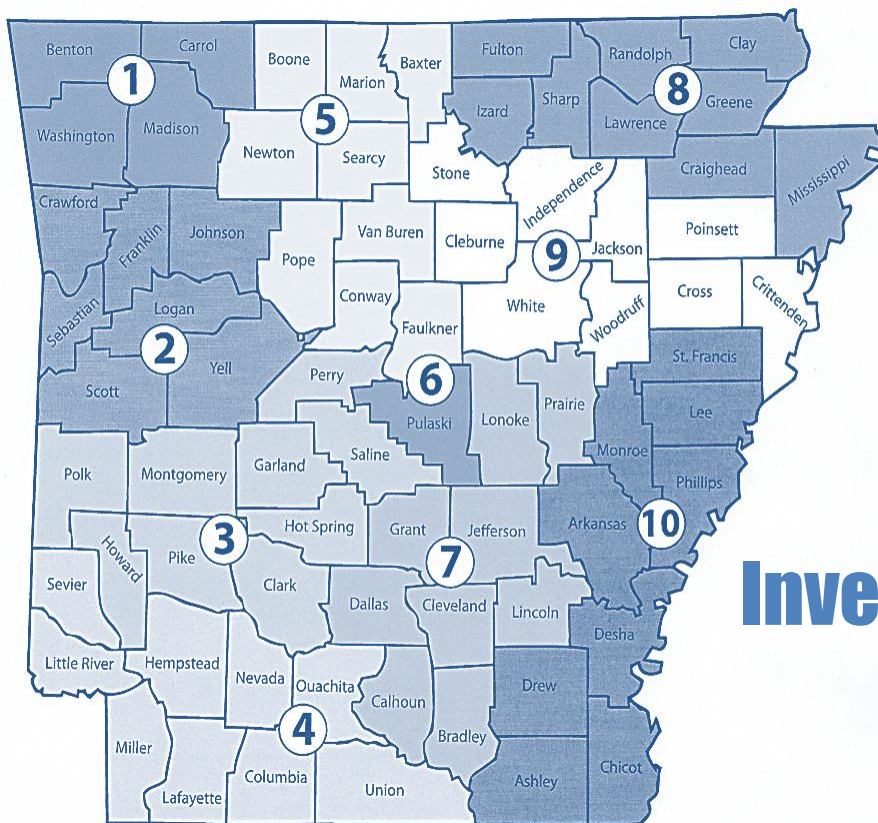 Benton
Carrol
Boone
Marion
Baxter
Fulton
Randolph
Clay
1
8
5
Washington
Madison
Newton
Searcy
Izard
Sharp
Lawrence
Greene
Stone
Independence
Craighead
Mississippi
Crawford
Franklin
Johnson
Pope
Van Buren
Cleburne
9
Jackson
Poinsett
Sebastian
Logan
Conway
Faulkner
White
Woodruff
Cross
Crittenden
2
Scott
Yell
Perry
6
Pulaski
Lonoke
Prairie
St. Francis
Lee
Monroe
Phillips
Polk
Montgomery
Garland
Saline
Hot Spring
Grant
Jefferson
Arkansas
10
3
7
Howard
Pike
Sevier
Clark
Dallas
Cleveland
Lincoln
Inve
Desha
Little River
Hempstead
Nevada
Ouachita
Calhoun
Drew
4
Miller
Lafayette
Columbia
Union
Bradley
Ashley
Chicot